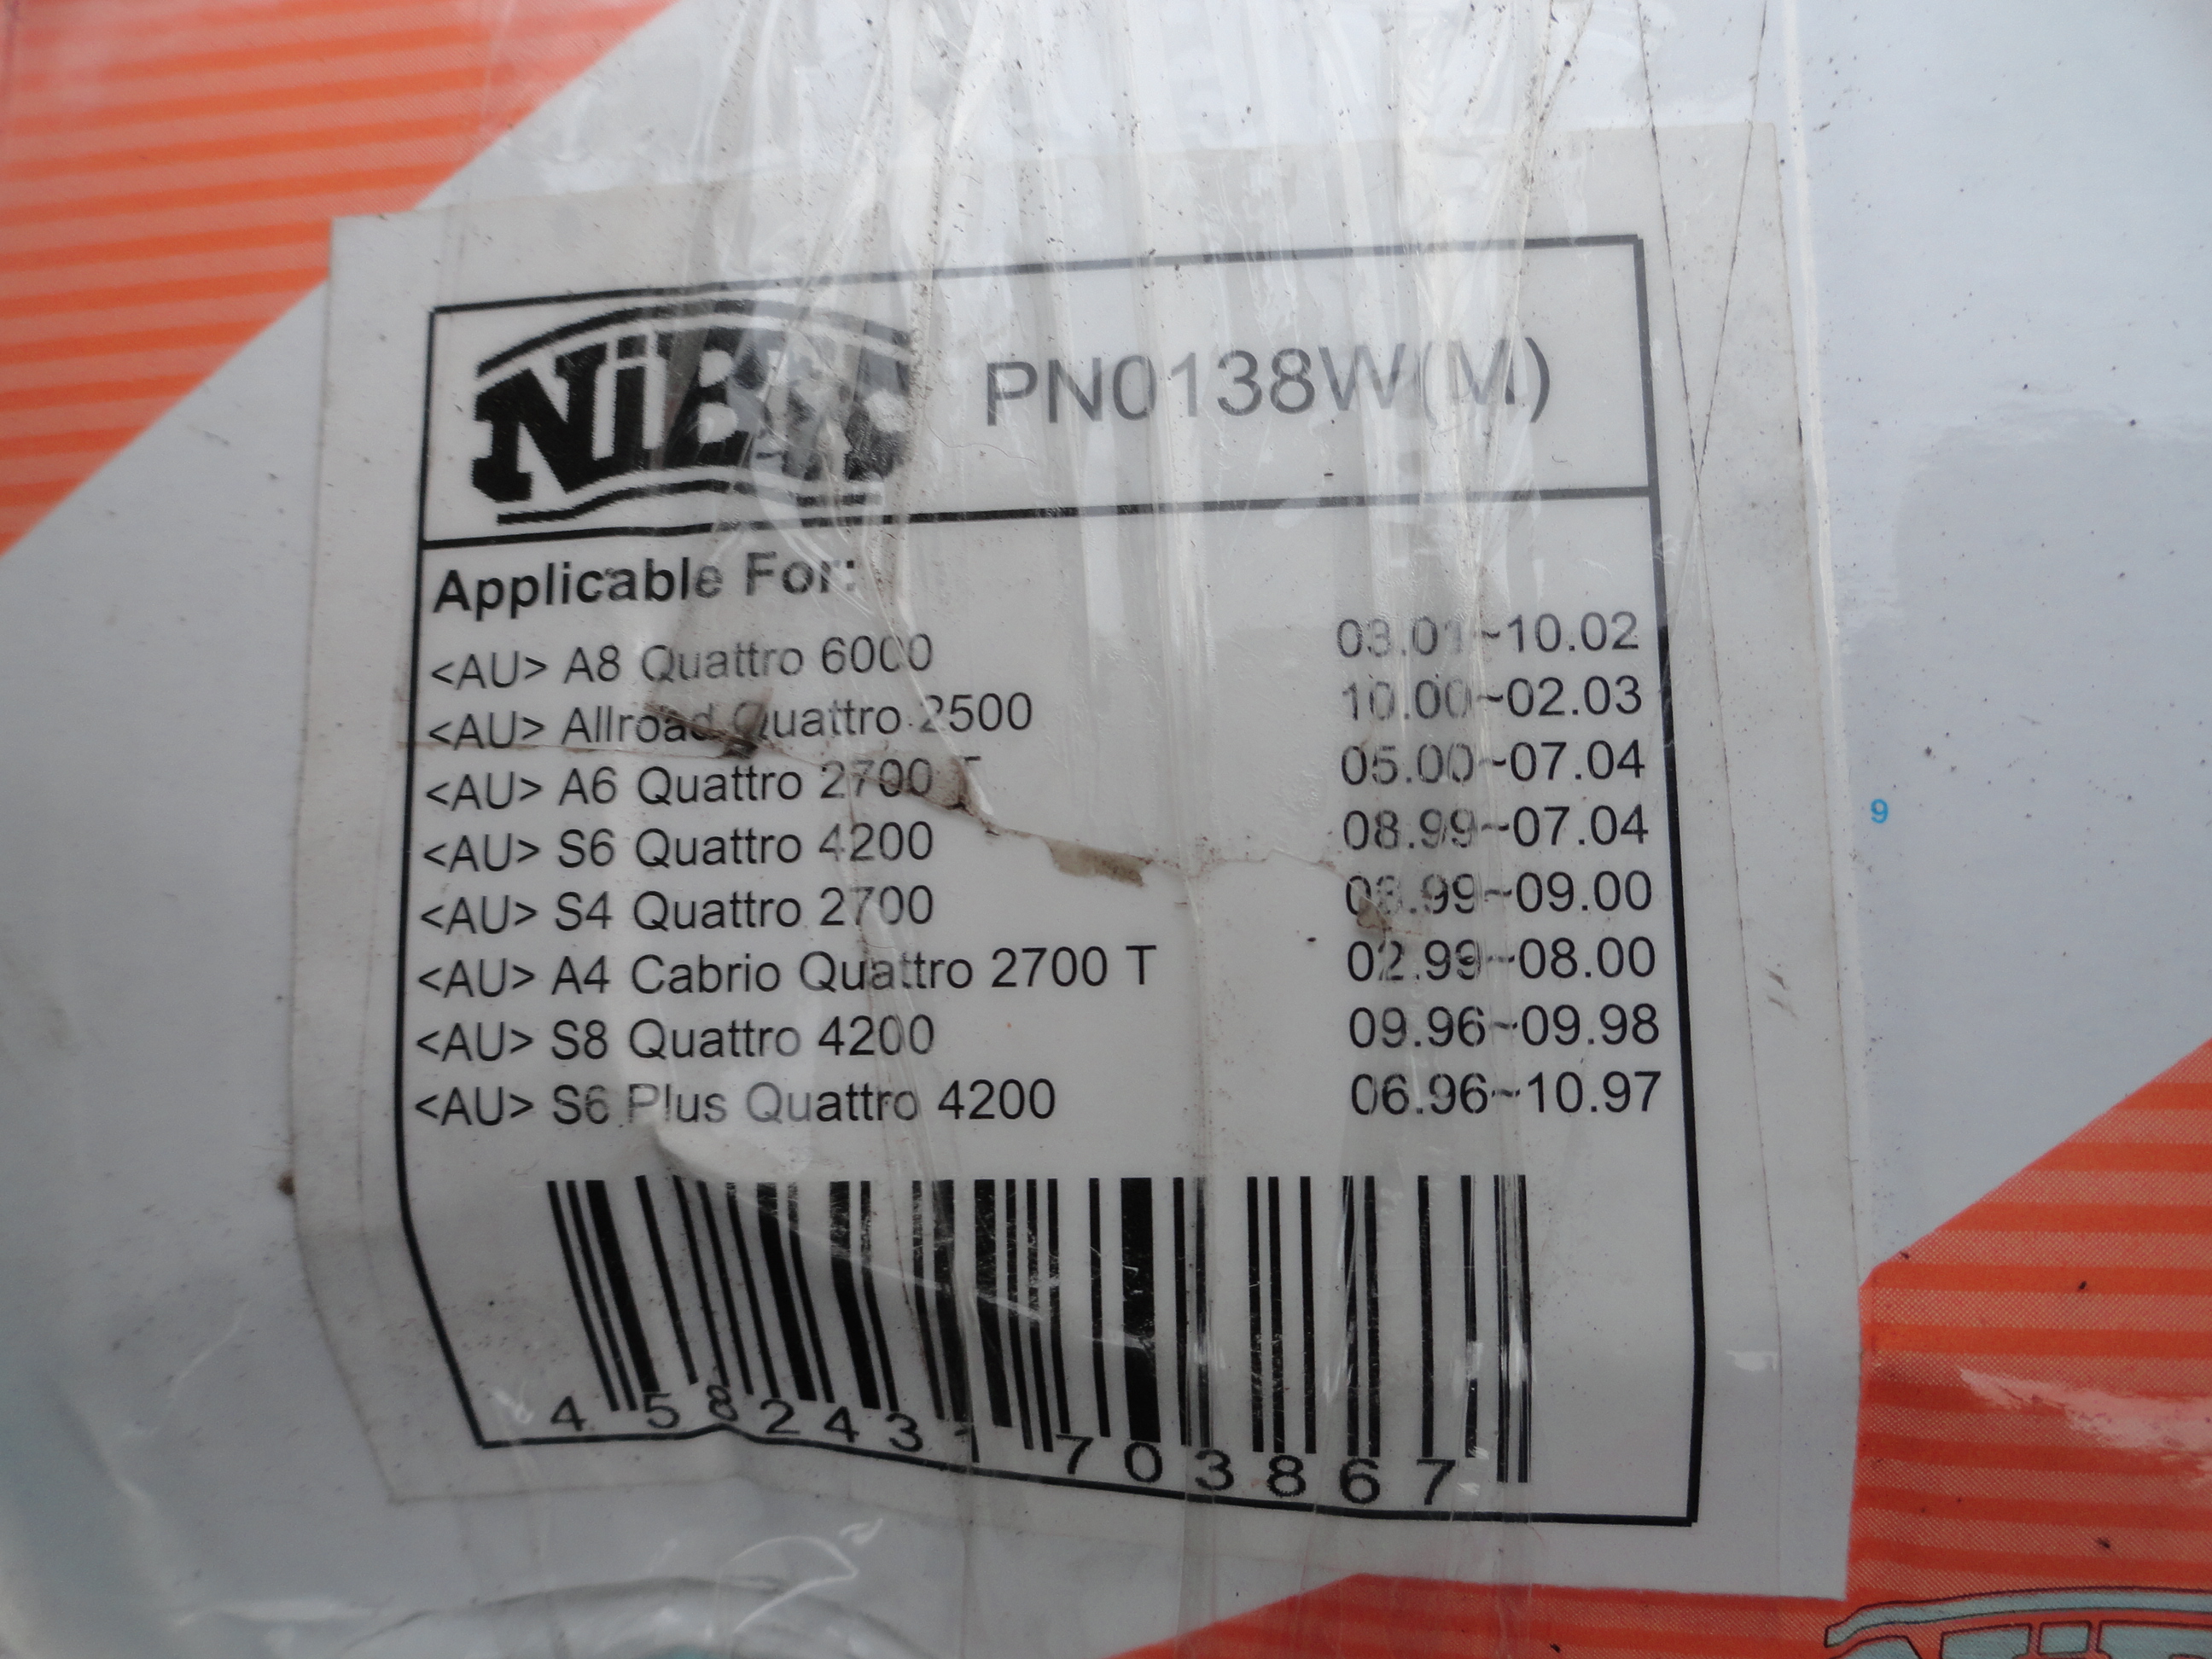 NiBK PN0138W(M)
Applicable For:
<AU> A8 Quattro 6000 03.01~10.02
<AU> Allroad Quattro 2500 10.00~02.03
<AU> A6 Quattro 2700 T 05.00~07.04
<AU> S6 Quattro 4200 08.99~07.04
<AU> S4 Quattro 2700 ~09.00
<AU> A4 Cabrio Quattro 2700 T 02.99~08.00
<AU> S8 Quattro 4200 09.96~09.98
<AU> S6 Plus Quattro 4200 06.96~10.97
4 582431 703867
9